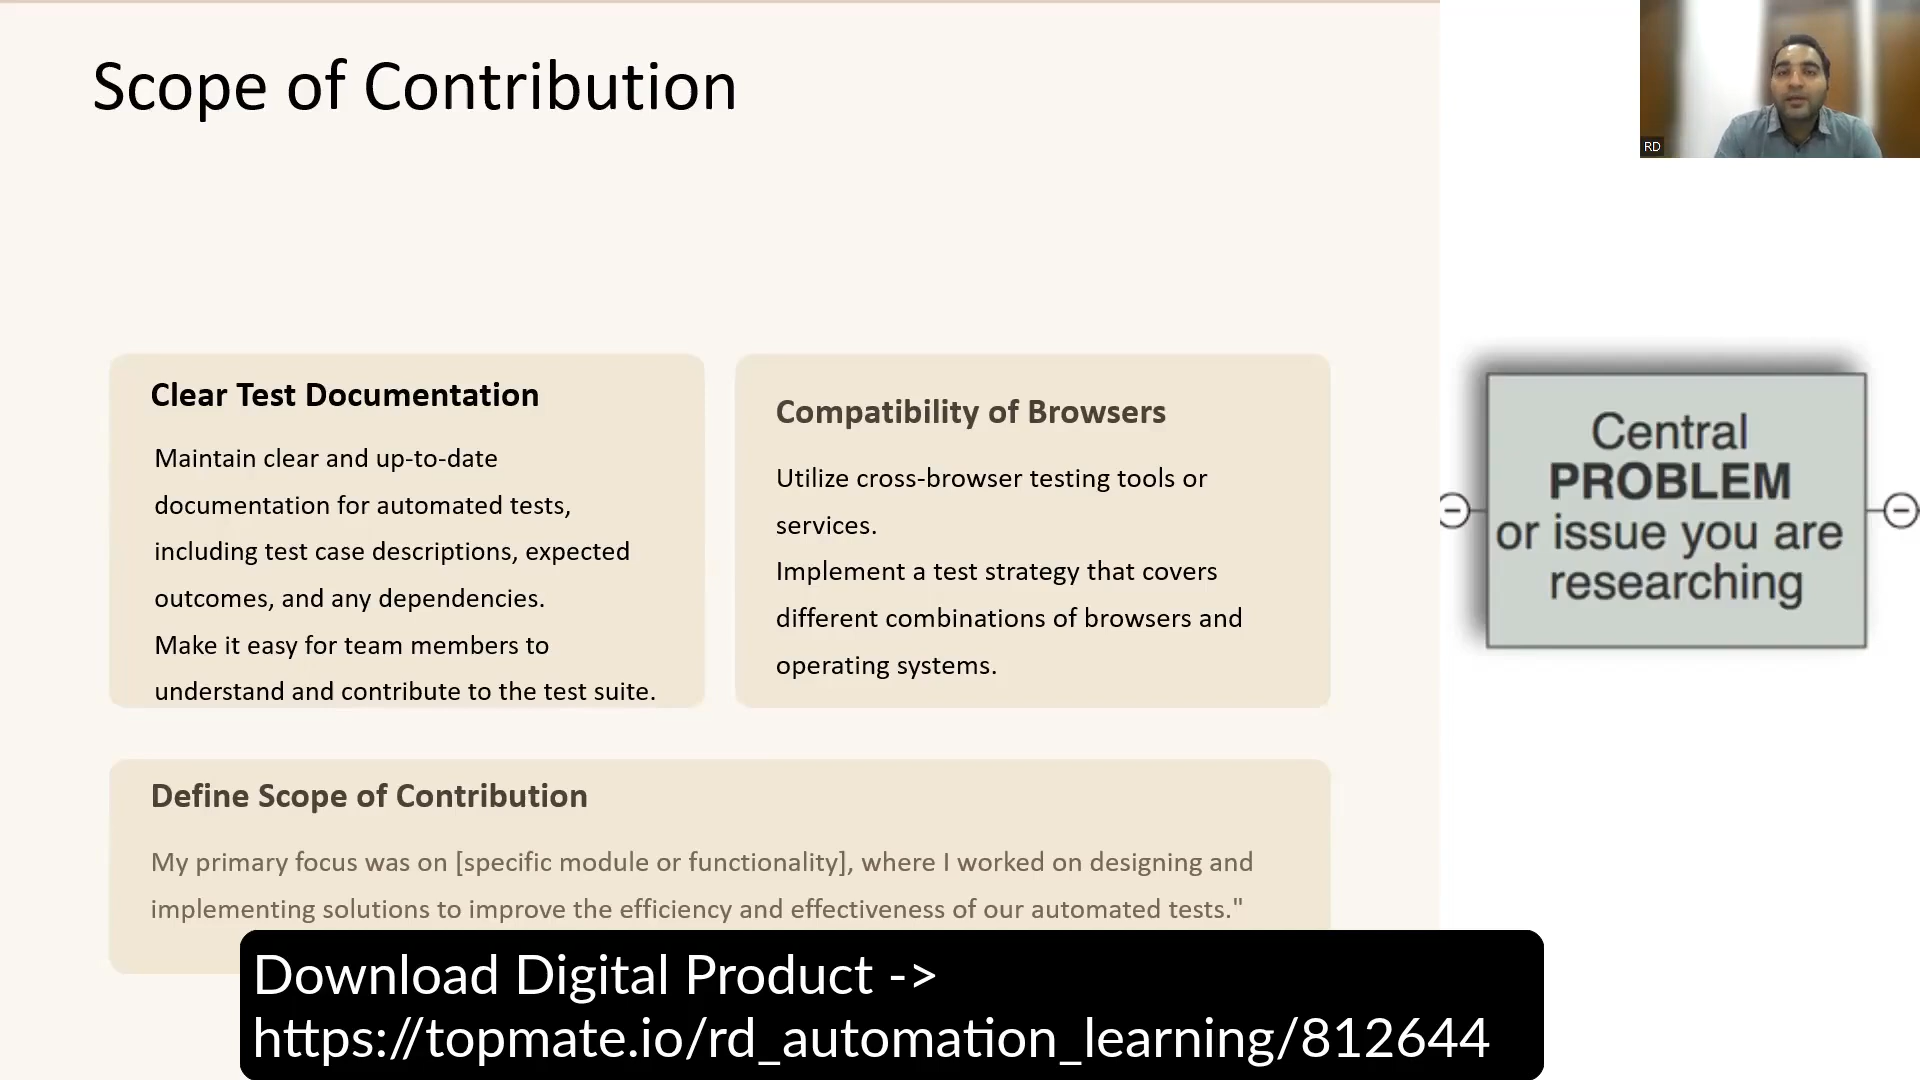 Scope of Contribution
RD
Clear Test Documentation
Maintain clear and up-to-date
documentation for automated tests,
including test case descriptions, expected
outcomes, and any dependencies.
Make it easy for team members to
understand and contribute to the test suite.
Compatibility of Browsers
Utilize cross-browser testing tools or
services.
Implement a test strategy that covers
different combinations of browsers and
operating systems.
Central
PROBLEM
or issue you are
researching
Define Scope of Contribution
My primary focus was on [specific module or functionality], where I worked on designing and
implementing solutions to improve the efficiency and effectiveness of our automated tests."
Download Digital Product ->
https://topmate.io/rd_automation_learning/812644